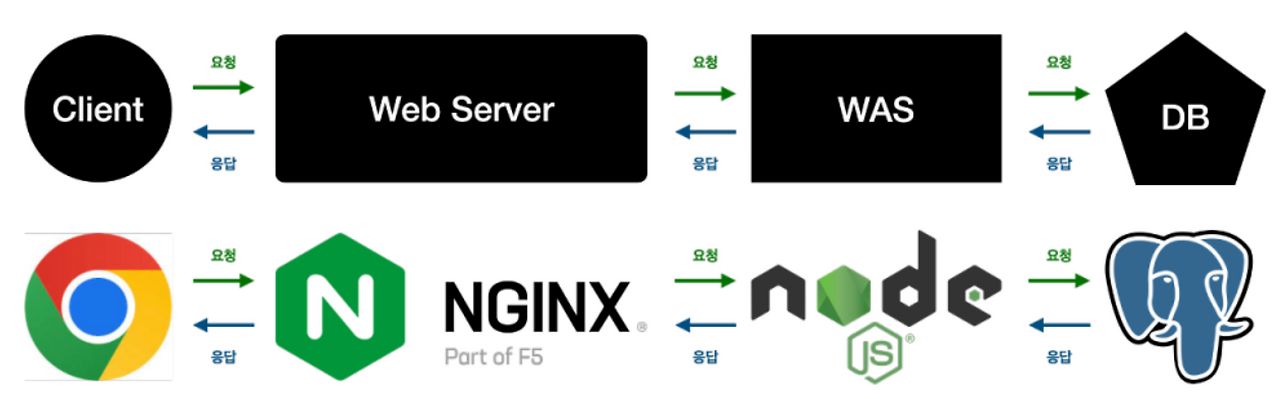 요청
요청
요청
Client
Web Server
WAS
DB
응답
응답
응답
요청
요청
요청
N
NGINX ®
Part of F5
node
JS ®
응답
응답
응답